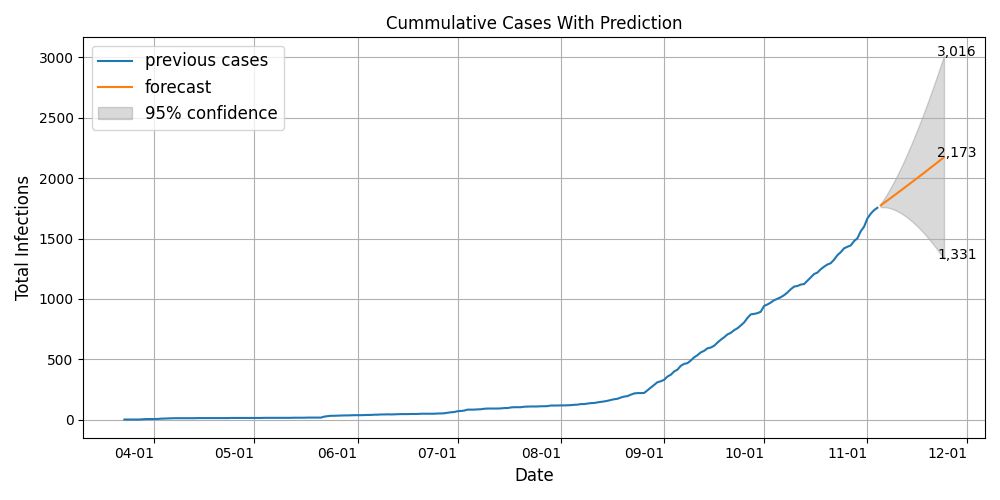 Cummulative Cases With Prediction
previous cases
forecast
95% confidence
3,016
2,173
1,331
Total Infections
3000
2500
2000
1500
1000
500
0
04-01 05-01 06-01 07-01 08-01 09-01 10-01 11-01 12-01
Date